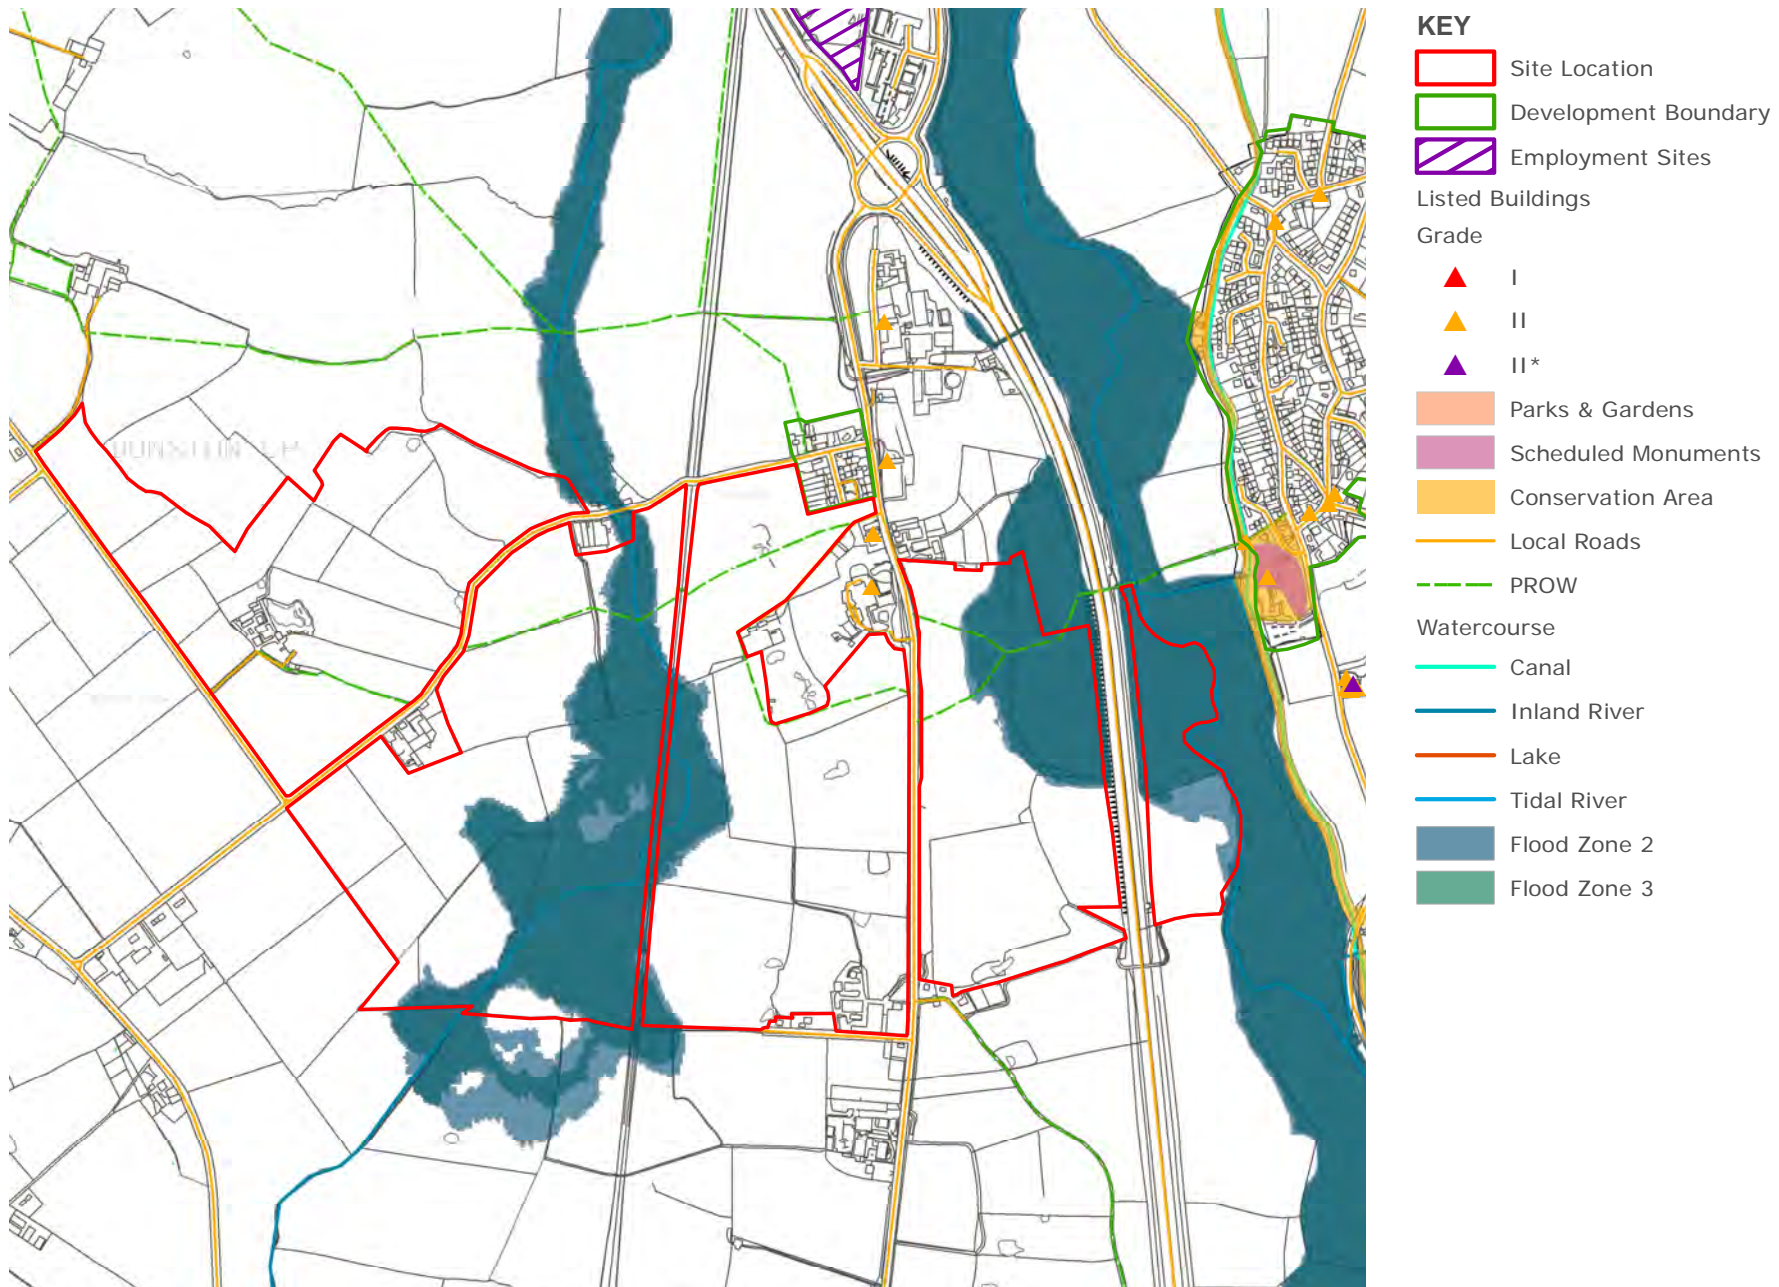 KEY
Site Location
Development Boundary
Employment Sites
Listed Buildings
Grade
I
II
II*
Parks & Gardens
Scheduled Monuments
Conservation Area
Local Roads
PROW
Watercourse
Canal
Inland River
Lake
Tidal River
Flood Zone 2
Flood Zone 3